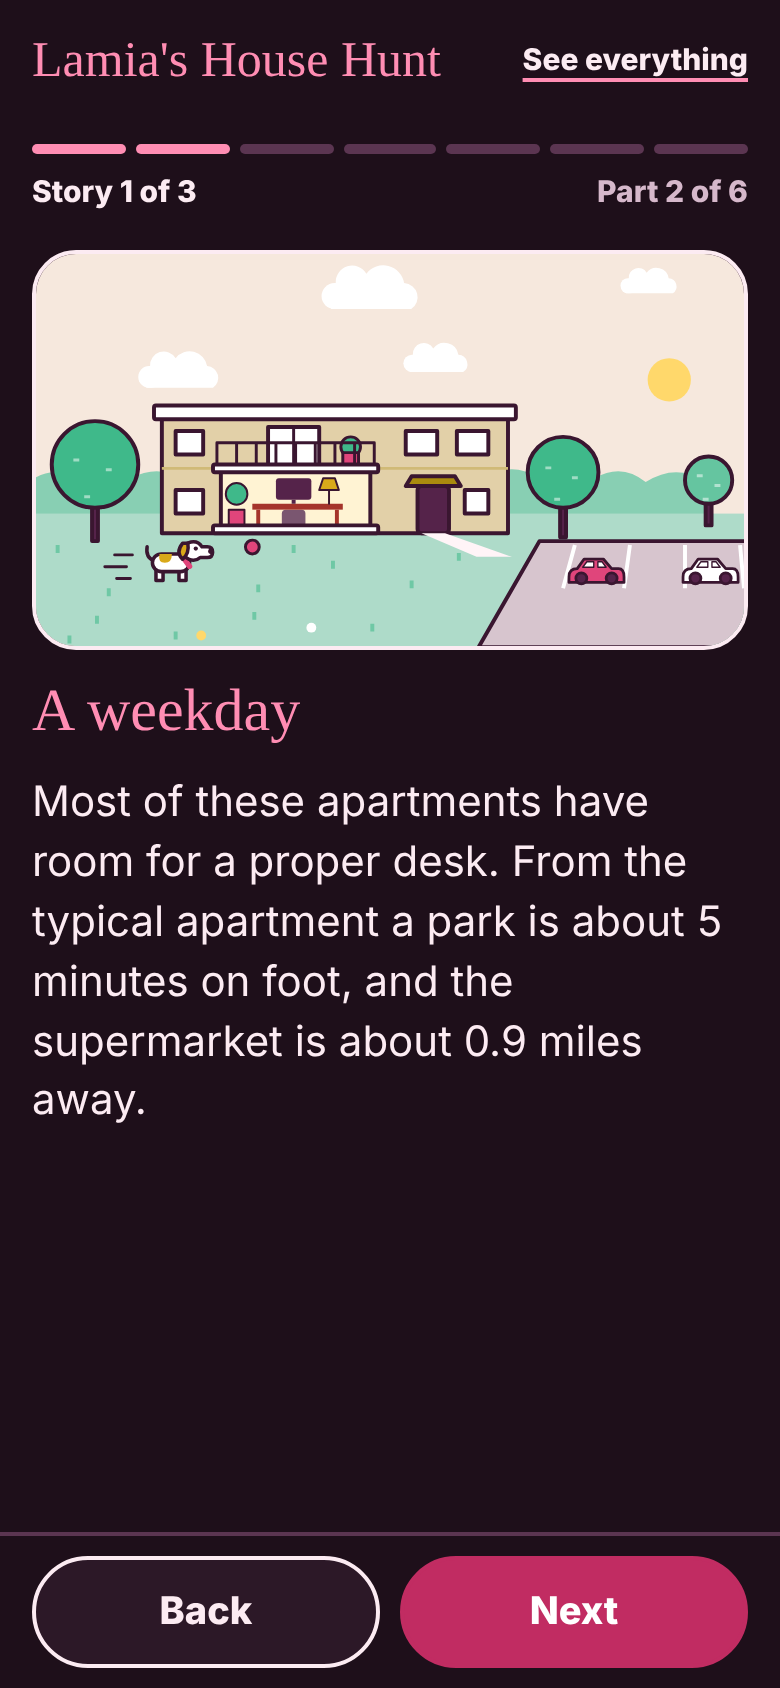 Lamia's House Hunt
See everything
Story 1 of 3
Part 2 of 6
A weekday
Most of these apartments have
room for a proper desk. From the
typical apartment a park is about 5
minutes on foot, and the
supermarket is about 0.9 miles
away.
Back
Next